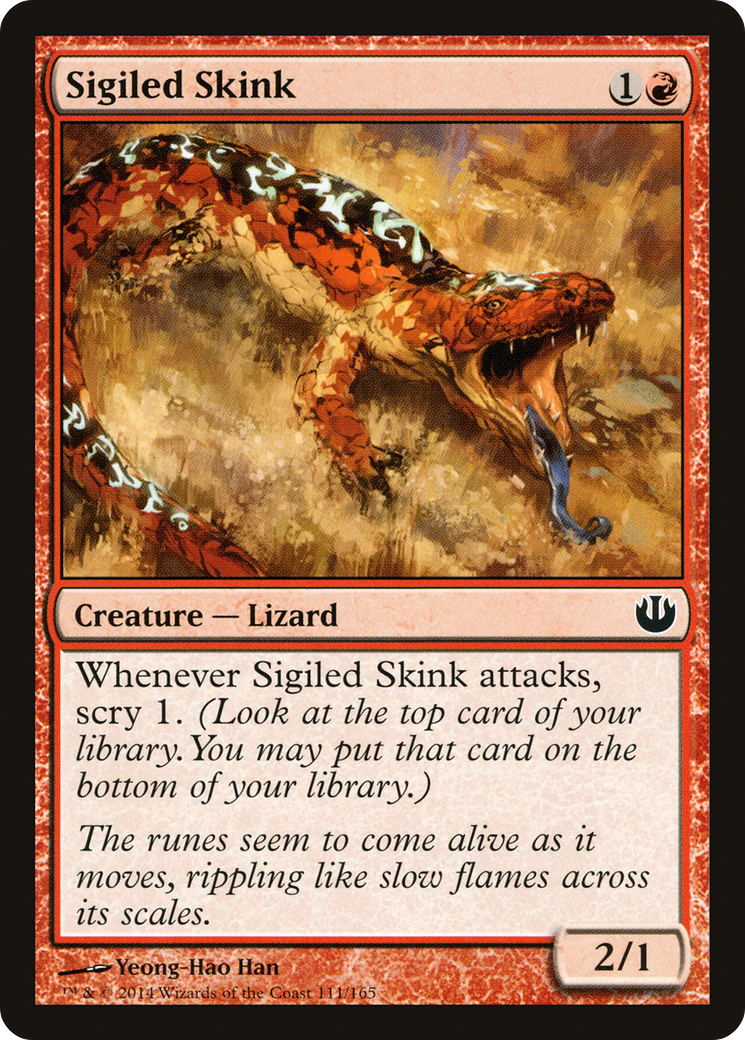 Sigiled Skink
1
Creature — Lizard
Whenever Sigiled Skink attacks,
scry 1. (Look at the top card of your
library. You may put that card on the
bottom of your library.)
The runes seem to come alive as it
moves, rippling like slow flames across
its scales.
2/1
Yeong-Hao Han
™ & © 2014 Wizards of the Coast 111/165